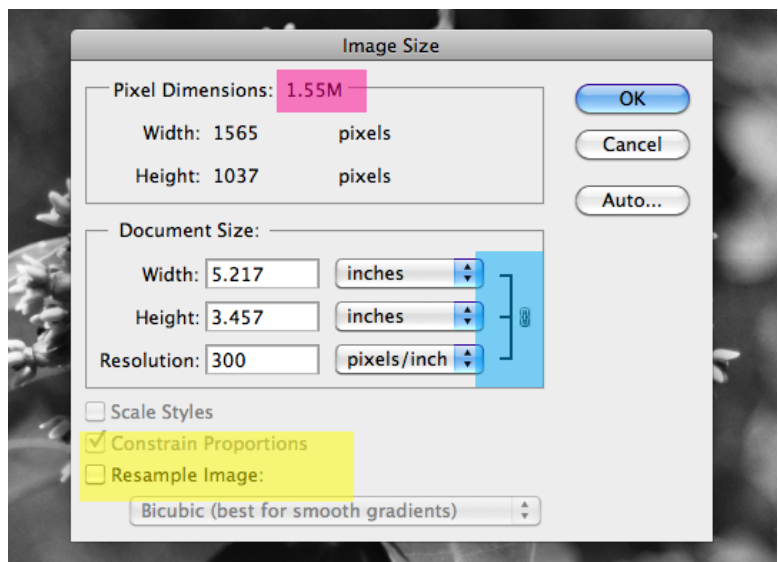 Image Size
Pixel Dimensions: 1.55M
Width: 1565 pixels
Height: 1037 pixels
OK
Cancel
Auto...
Document Size:
Width: 5.217 inches
Height: 3.457 inches
Resolution: 300 pixels/inch
Scale Styles
Constrain Proportions
Resample Image:
Bicubic (best for smooth gradients)